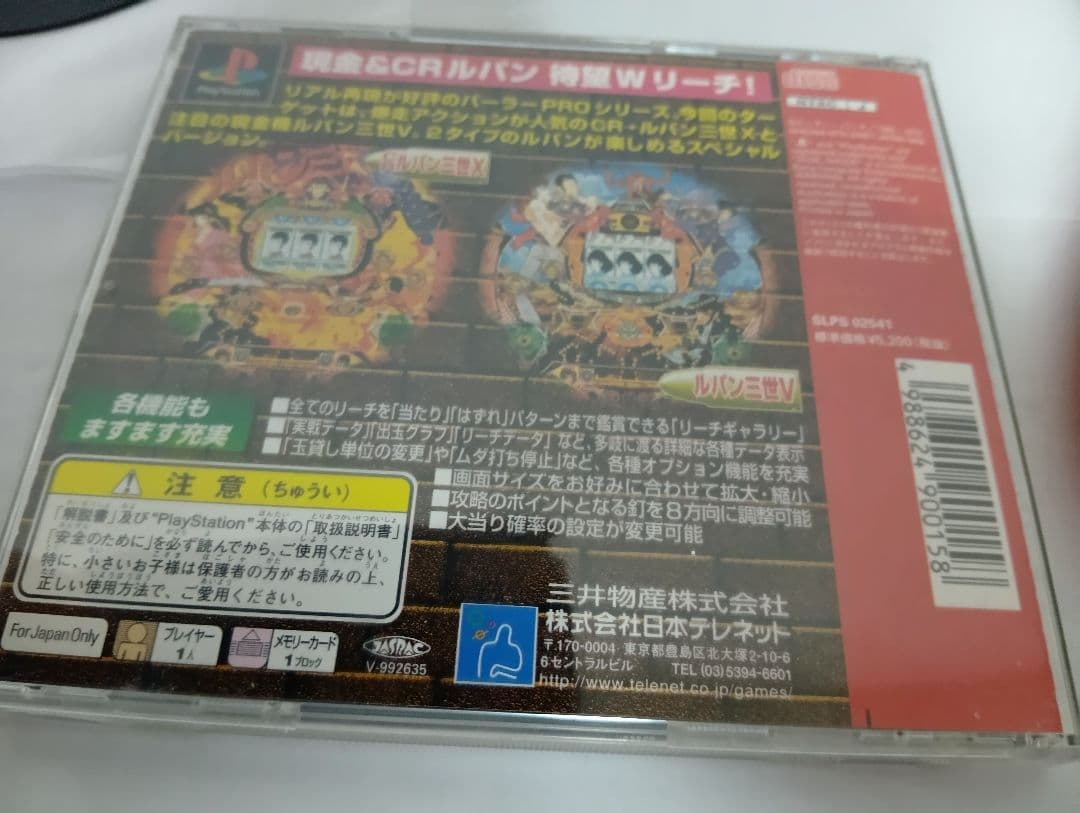 PlayStation
現金&CRルパン 待望Wリーチ!
リアル再現が好評のパーラーPROシリーズ。今回のター
ゲットは、爆走アクションが人気のCR・ルパン三世Xと
注目の現金機ルパン三世V。2タイプのルパンが楽しめるスペシャル
バージョン。
ルパン三世X
ルパン三世V
各機能も
ますます充実
■全てのリーチを「当たり」「はずれ」パターンまで鑑賞できる「リーチギャラリー」
■「実戦データ」「出玉グラフ」「リーチデータ」など、多岐に渡る詳細な各種データ表示
■「玉貸し単位の変更」や「ムダ打ち停止」など、各種オプション機能を充実
■画面サイズをお好みに合わせて拡大・縮小
■攻略のポイントとなる釘を8方向に調整可能
■大当り確率の設定が変更可能
注意(ちゅうい)
「解説書」及び"PlayStation"本体の「取扱説明書」
「安全のために」を必ず読んでから、ご使用ください。
特に、小さいお子様は保護者の方がお読みの上、
正しい使用方法で、ご愛用ください。
For Japan Only
プレイヤー
1人
メモリーカード
1ブロック
JASRAC
V-992635
三井物産株式会社
株式会社日本テレネット
〒170-0004 東京都豊島区北大塚2-10-6
6セントラルビル TEL (03)5394-6601
http://www.telenet.co.jp/games/
NTSC J
SLPS 02541
標準価格¥5,200(税抜)
4 988624 900158